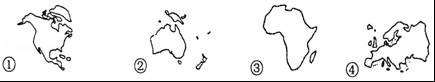 ① ② ③ ④